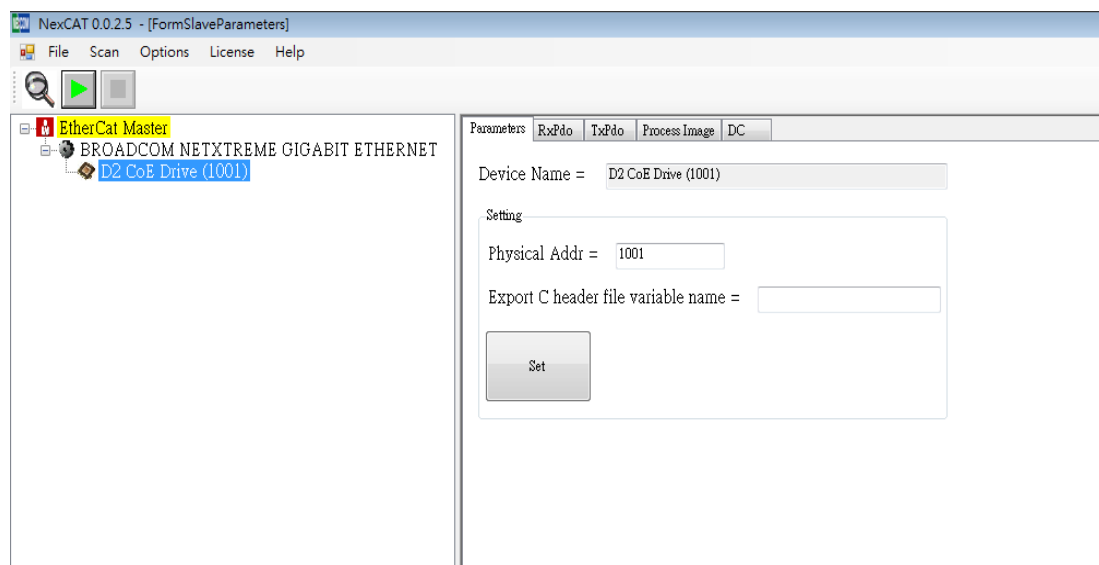 NexCAT 0.0.2.5 - [FormSlaveParameters]
File Scan Options License Help
EtherCat Master
BROADCOM NETXTREME GIGABIT ETHERNET
D2 CoE Drive (1001)
Parameters RxPdo TxPdo Process Image DC
Device Name = D2 CoE Drive (1001)
Setting
Physical Addr = 1001
Export C header file variable name =
Set